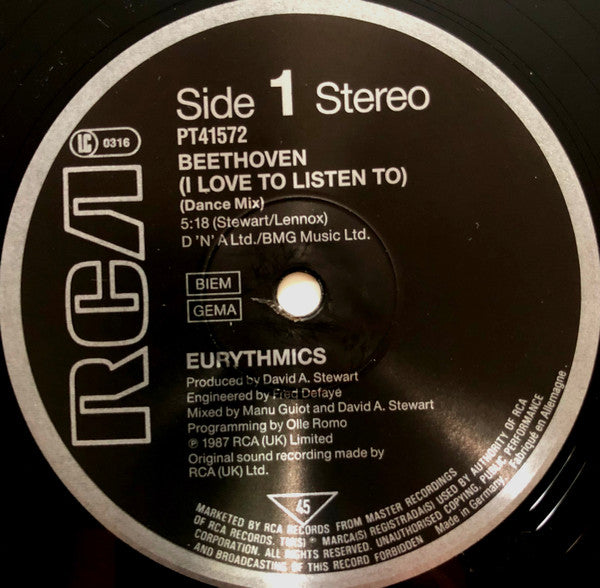 Side 1 Stereo
LC 0316
PT41572
BEETHOVEN
(I LOVE TO LISTEN TO)
(Dance Mix)
5:18 (Stewart/Lennox)
D 'N' A Ltd./BMG Music Ltd.
RCA
BIEM
GEMA
EURYTHMICS
Produced by David A. Stewart
Engineered by Fred Defaye
Mixed by Manu Guiot and David A. Stewart
Programming by Olle Romo
℗ 1987 RCA (UK) Limited
Original sound recording made by
RCA (UK) Ltd.
45
MARKETED BY RCA RECORDS FROM MASTER RECORDINGS
OF RCA RECORDS. MARCA(S) REGISTRADA(S) USED BY AUTHORITY OF RCA
CORPORATION. ALL RIGHTS RESERVED. UNAUTHORISED COPYING, PUBLIC PERFORMANCE
AND BROADCASTING OF THIS RECORD FORBIDDEN Made in Germany. Fabriqué en Allemagne.